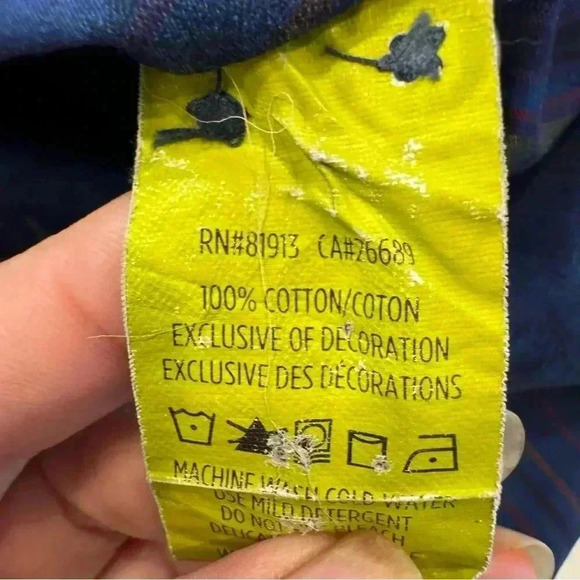 RN#81913 CA#26689
100% COTTON/COTON
EXCLUSIVE OF DECORATION
EXCLUSIVE DES DÉCORATIONS
MACHINE WASH COLD WATER
USE MILD DETERGENT
DO NOT BLEACH
DELICATE